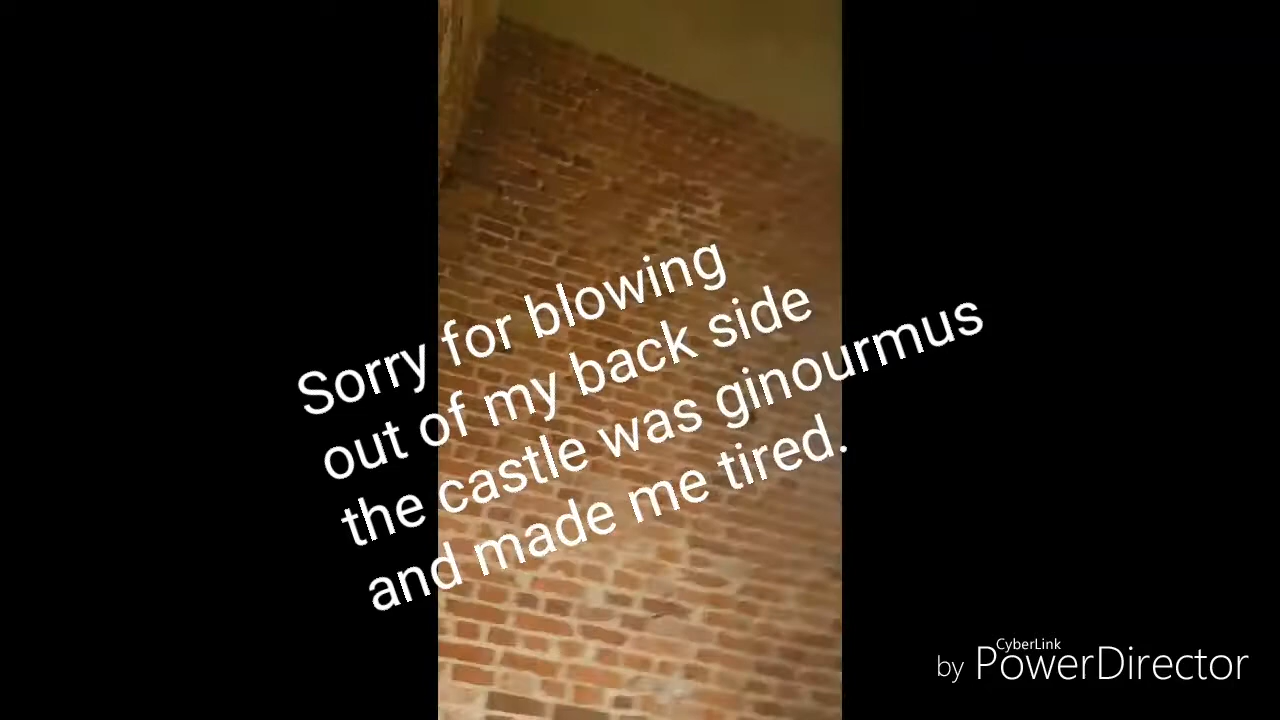 Sorry for blowing
out of my back side
the castle was ginourmus
and made me tired.
CyberLink
by PowerDirector